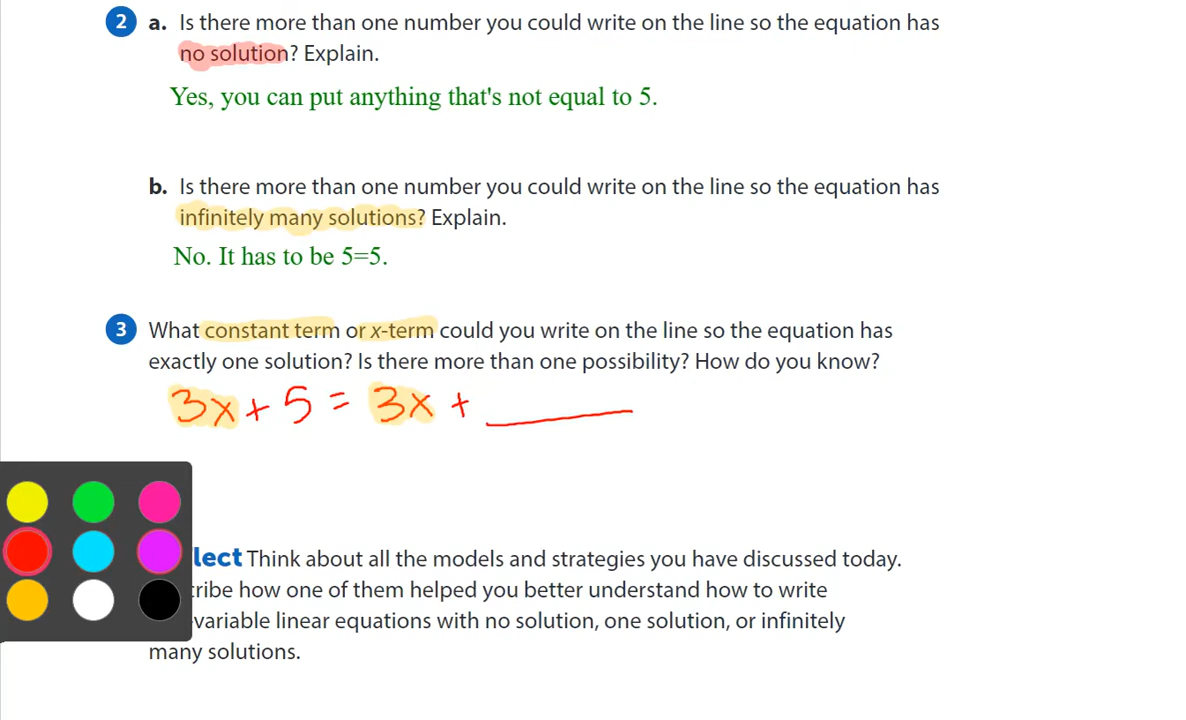 2 a. Is there more than one number you could write on the line so the equation has
no solution? Explain.
Yes, you can put anything that's not equal to 5.
b. Is there more than one number you could write on the line so the equation has
infinitely many solutions? Explain.
No. It has to be 5=5.
3 What constant term or x-term could you write on the line so the equation has
exactly one solution? Is there more than one possibility? How do you know?
3x + 5 = 3x + ______
lect Think about all the models and strategies you have discussed today.
cribe how one of them helped you better understand how to write
-variable linear equations with no solution, one solution, or infinitely
many solutions.